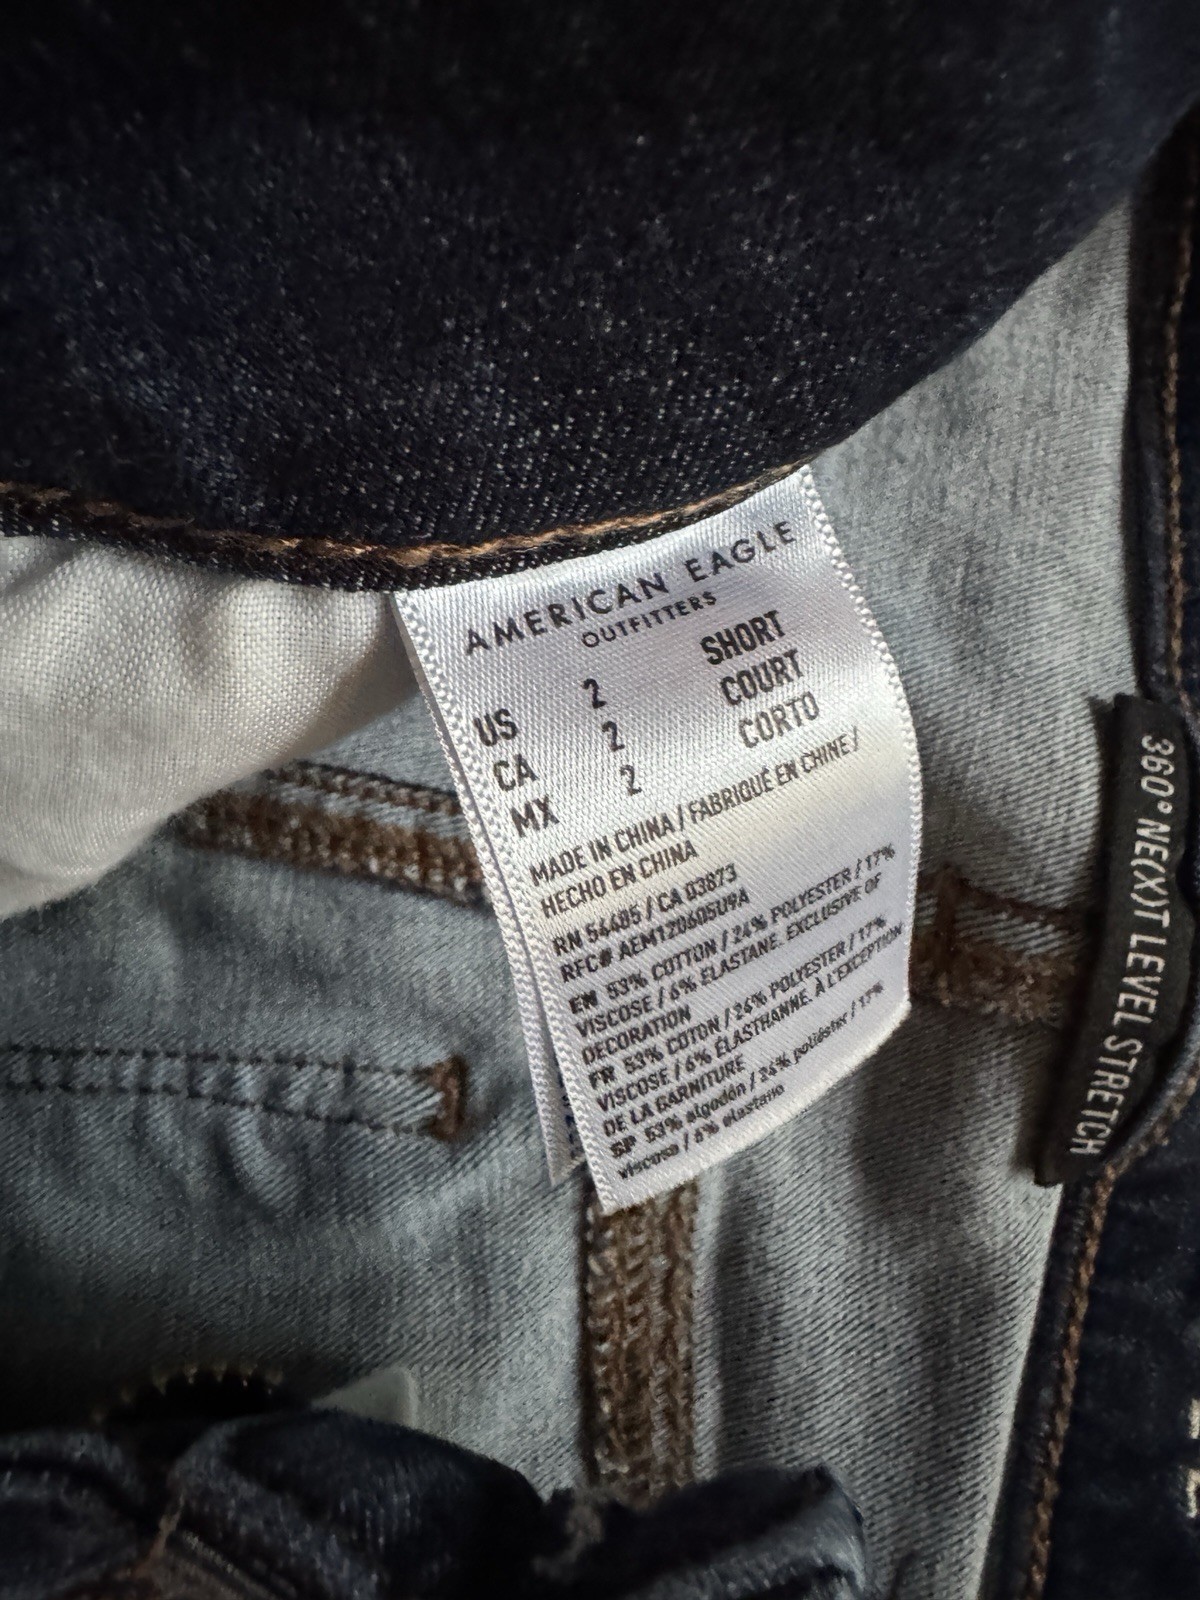 AMERICAN EAGLE
OUTFITTERS
US 2 SHORT
CA 2 COURT
MX 2 CORTO
MADE IN CHINA / FABRIQUÉ EN CHINE /
HECHO EN CHINA
RN 54485 / CA 03873
RFC# AEM120605U9A
EN 53% COTTON / 24% POLYESTER / 17%
VISCOSE / 6% ELASTANE. EXCLUSIVE OF
DECORATION
FR 53% COTON / 24% POLYESTER / 17%
VISCOSE / 6% ÉLASTHANNE. À L'EXCEPTION
DE LA GARNITURE
SP 53% algodón / 24% poliéster / 17%
viscosa / 6% elastano
360° NE(X)T LEVEL STRETCH